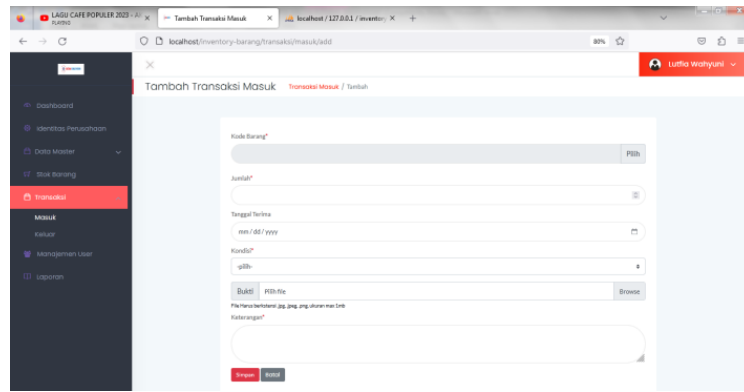 LAGU CAFE POPULER 2023 - Al
PLAYING
Tambah Transaksi Masuk
localhost / 127.0.0.1 / inventory
localhost/inventory-barang/transaksi/masuk/add
80%
Lutfia Wahyuni
Tambah Transaksi Masuk
Transaksi Masuk / Tambah
Dashboard
Identitas Perusahaan
Data Master
Stok Barang
Transaksi
Masuk
Keluar
Manajemen User
Laporan
Kode Barang*
Pilih
Jumlah*
Tanggal Terima
mm / dd / yyyy
Kondisi*
-pilih-
Bukti
Pilih file
Browse
File Harus berkstensi .jpg, .jpeg, .png, ukuran max 1mb
Keterangan*
Simpan
Batal